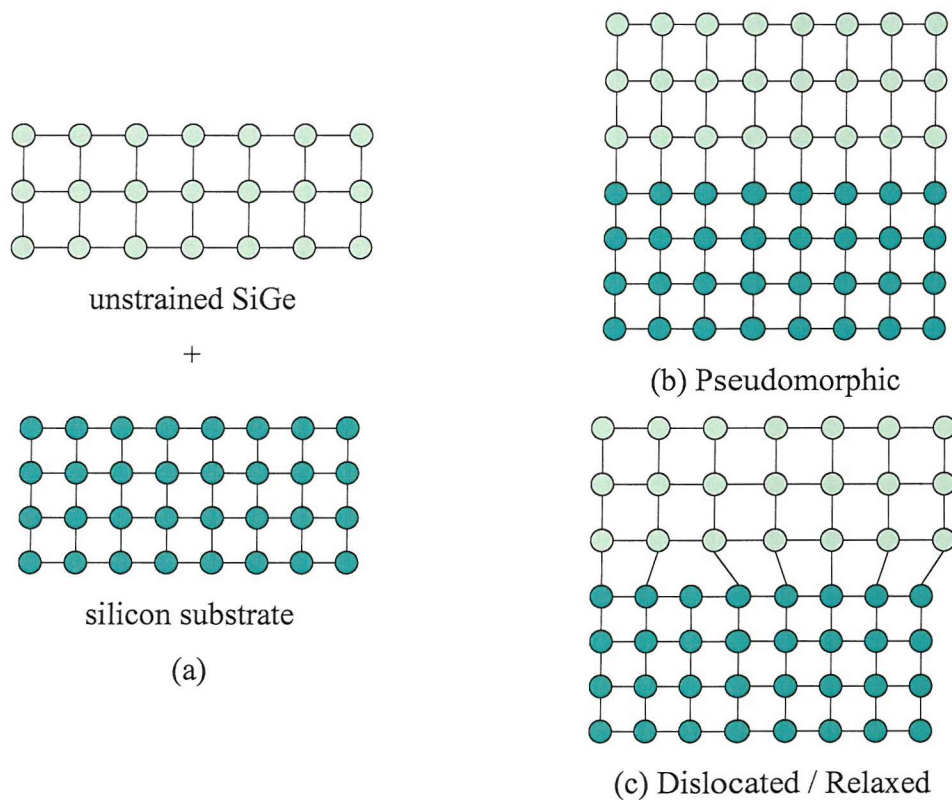 unstrained SiGe
+
silicon substrate
(a)
(b) Pseudomorphic
(c) Dislocated / Relaxed